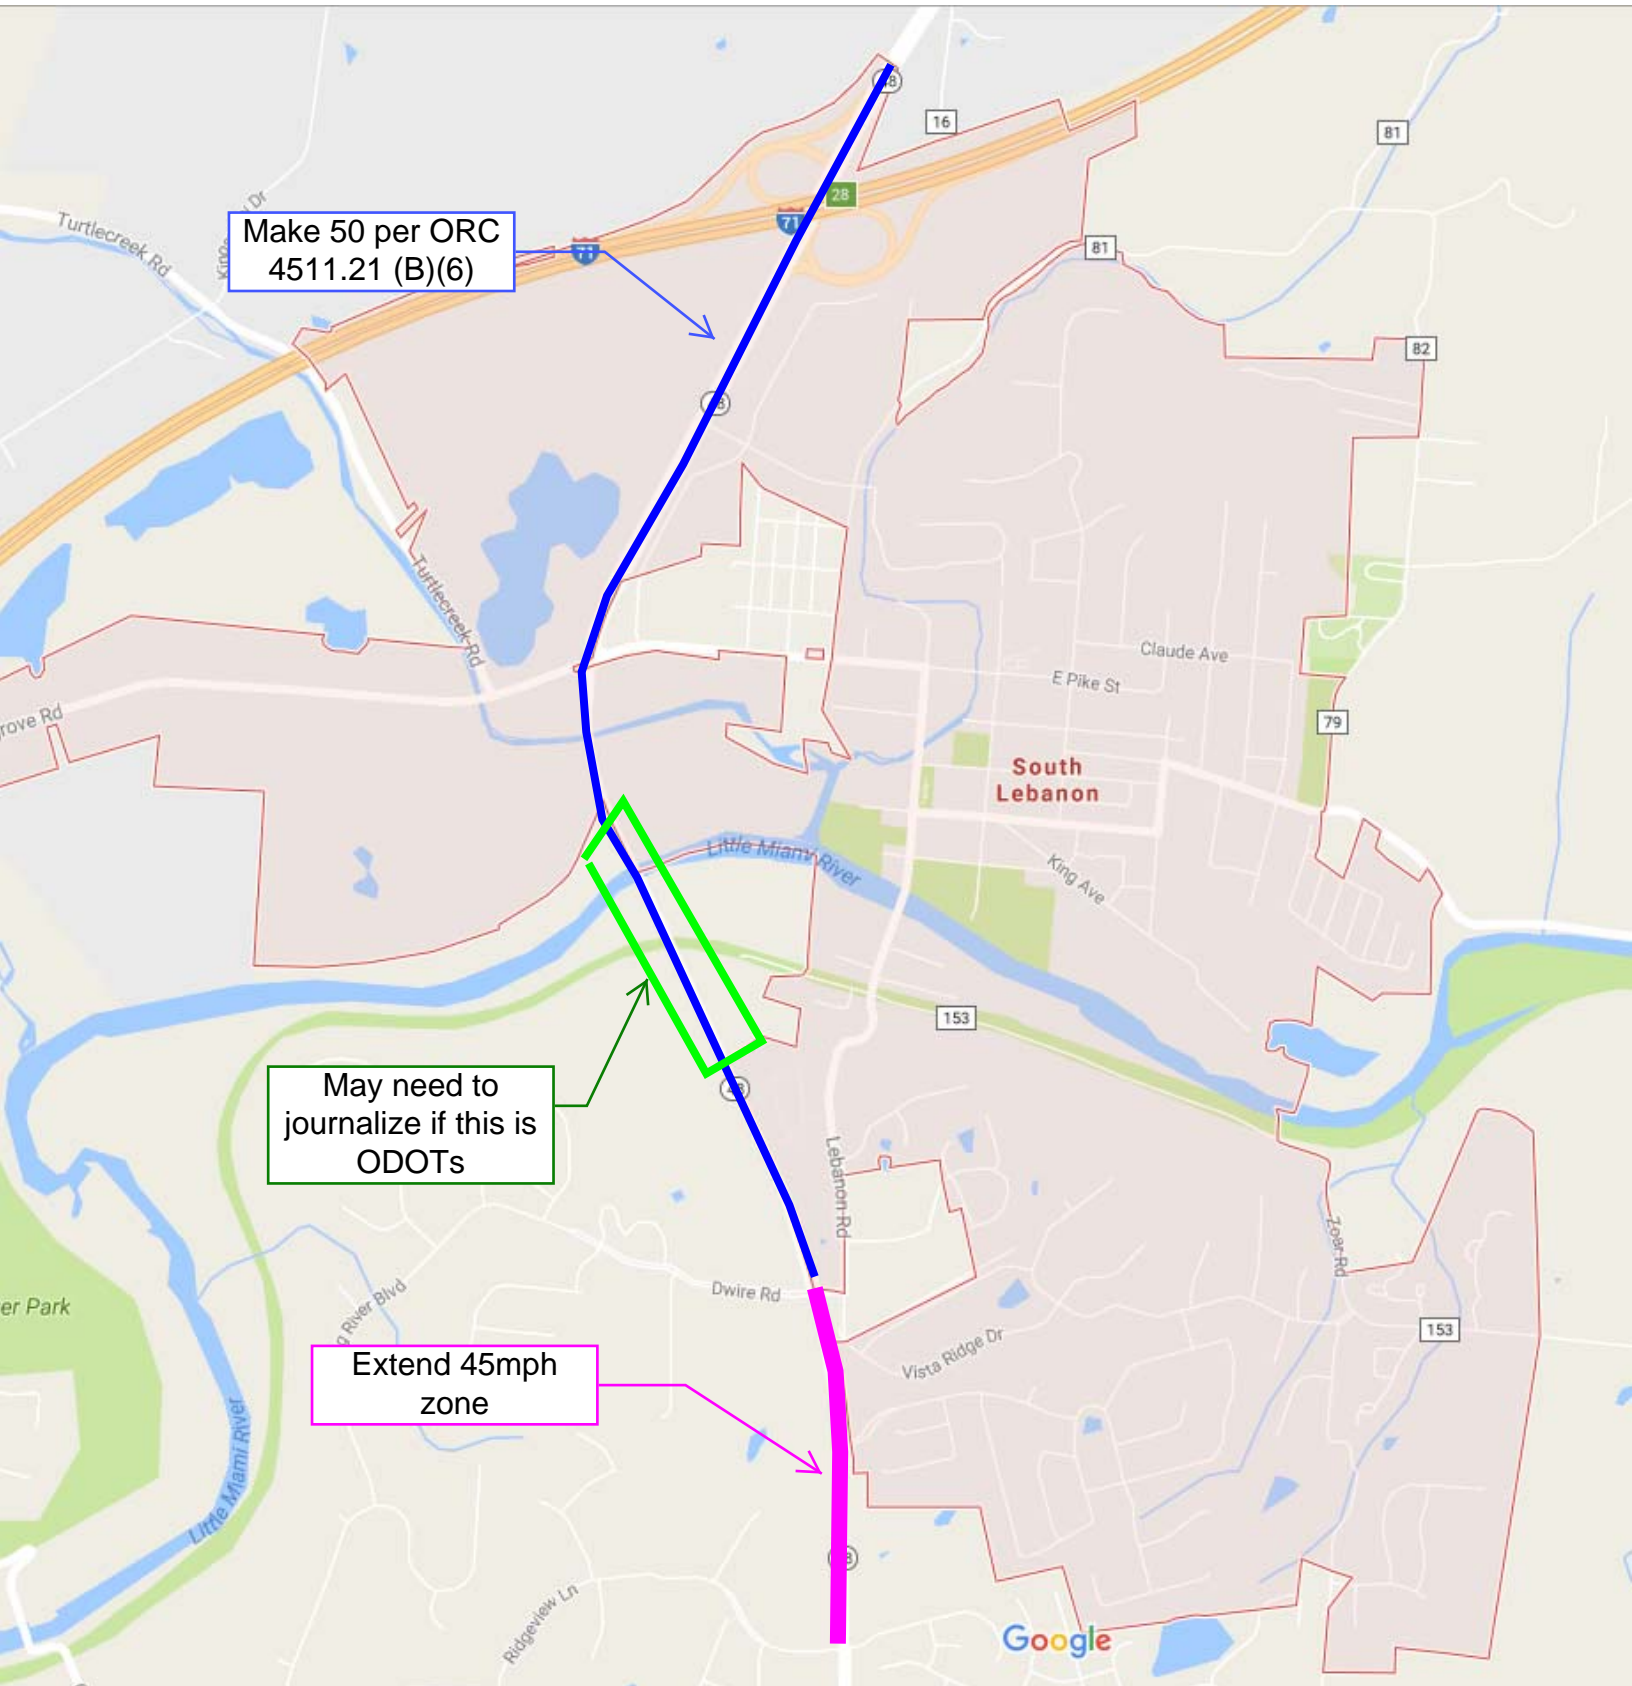 48
16
81
28
Turtlecreek Rd
71
Make 50 per ORC
4511.21 (B)(6)
71
81
82
Turtlecreek Rd
Claude Ave
E Pike St
79
South
Lebanon
Little Miami River
King Ave
153
May need to
journalize if this is
ODOTs
48
Lebanon Rd
Zoar Rd
Dwire Rd
er Park
River Blvd
153
Vista Ridge Dr
Extend 45mph
zone
Little Miami River
Ridgeview Ln
Google